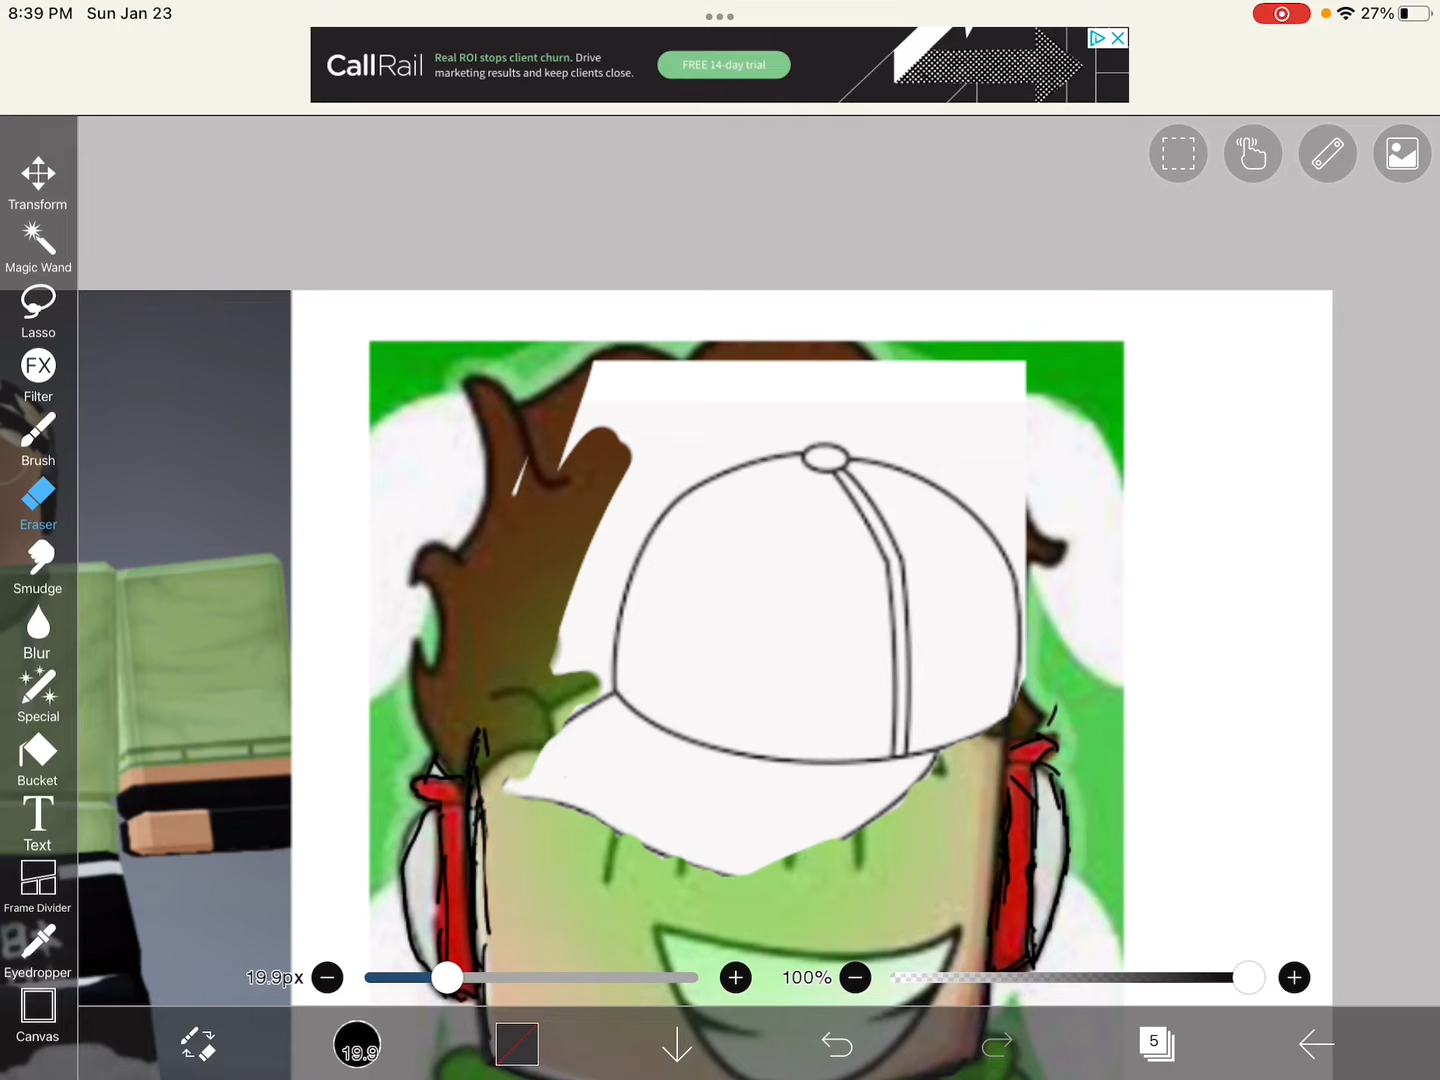 8:39 PM Sun Jan 23
27%
CallRail
Real ROI stops client churn. Drive
marketing results and keep clients close.
FREE 14-day trial
Transform
Magic Wand
Lasso
FX
Filter
Brush
Eraser
Smudge
Blur
Special
Bucket
T
Text
Frame Divider
Eyedropper
Canvas
19.9px
100%
19.9
5